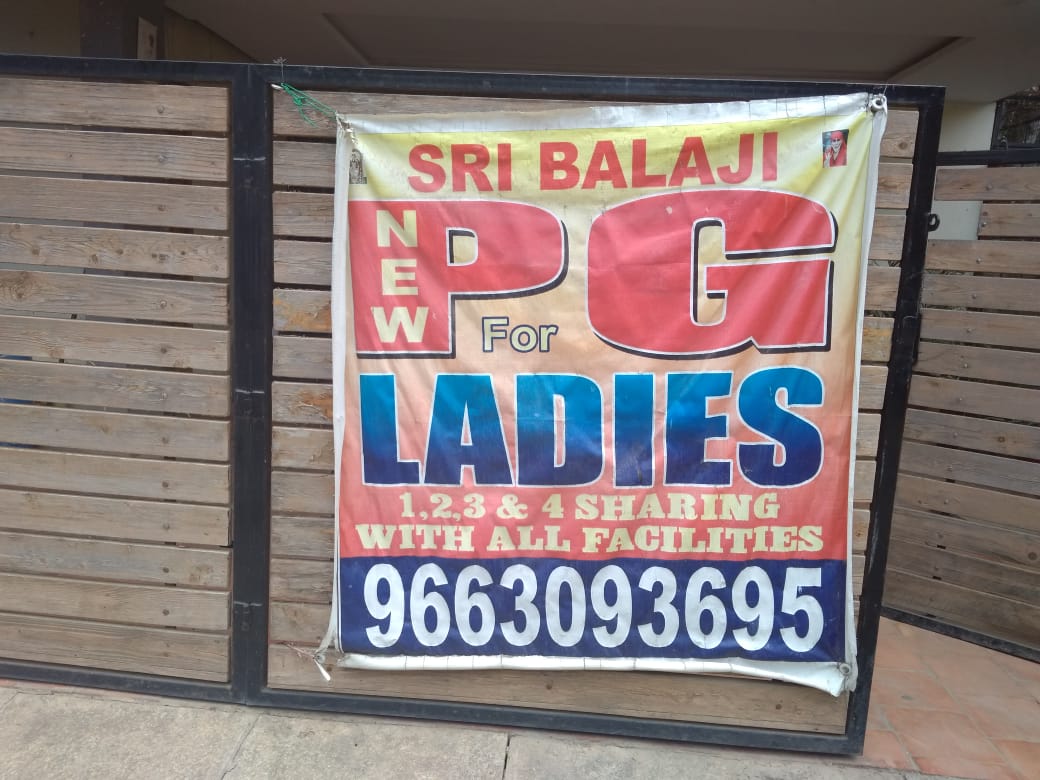 SRI BALAJI
NEW
PG
For
LADIES
1,2,3 & 4 SHARING
WITH ALL FACILITIES
9663093695